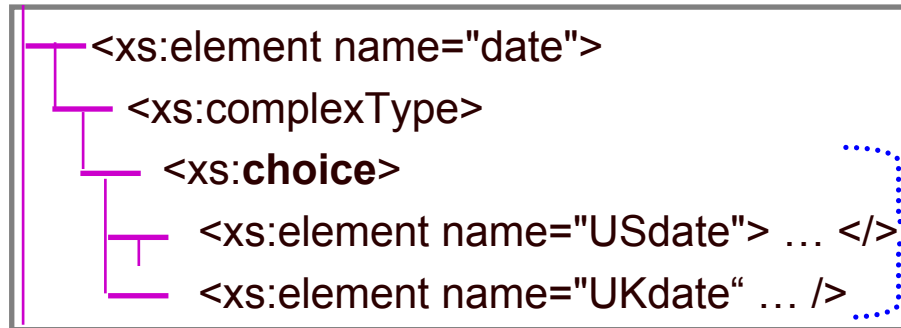 <xs:element name="date">
<xs:complexType>
<xs:choice>
<xs:element name="USdate"> … </>
<xs:element name="UKdate“ … />